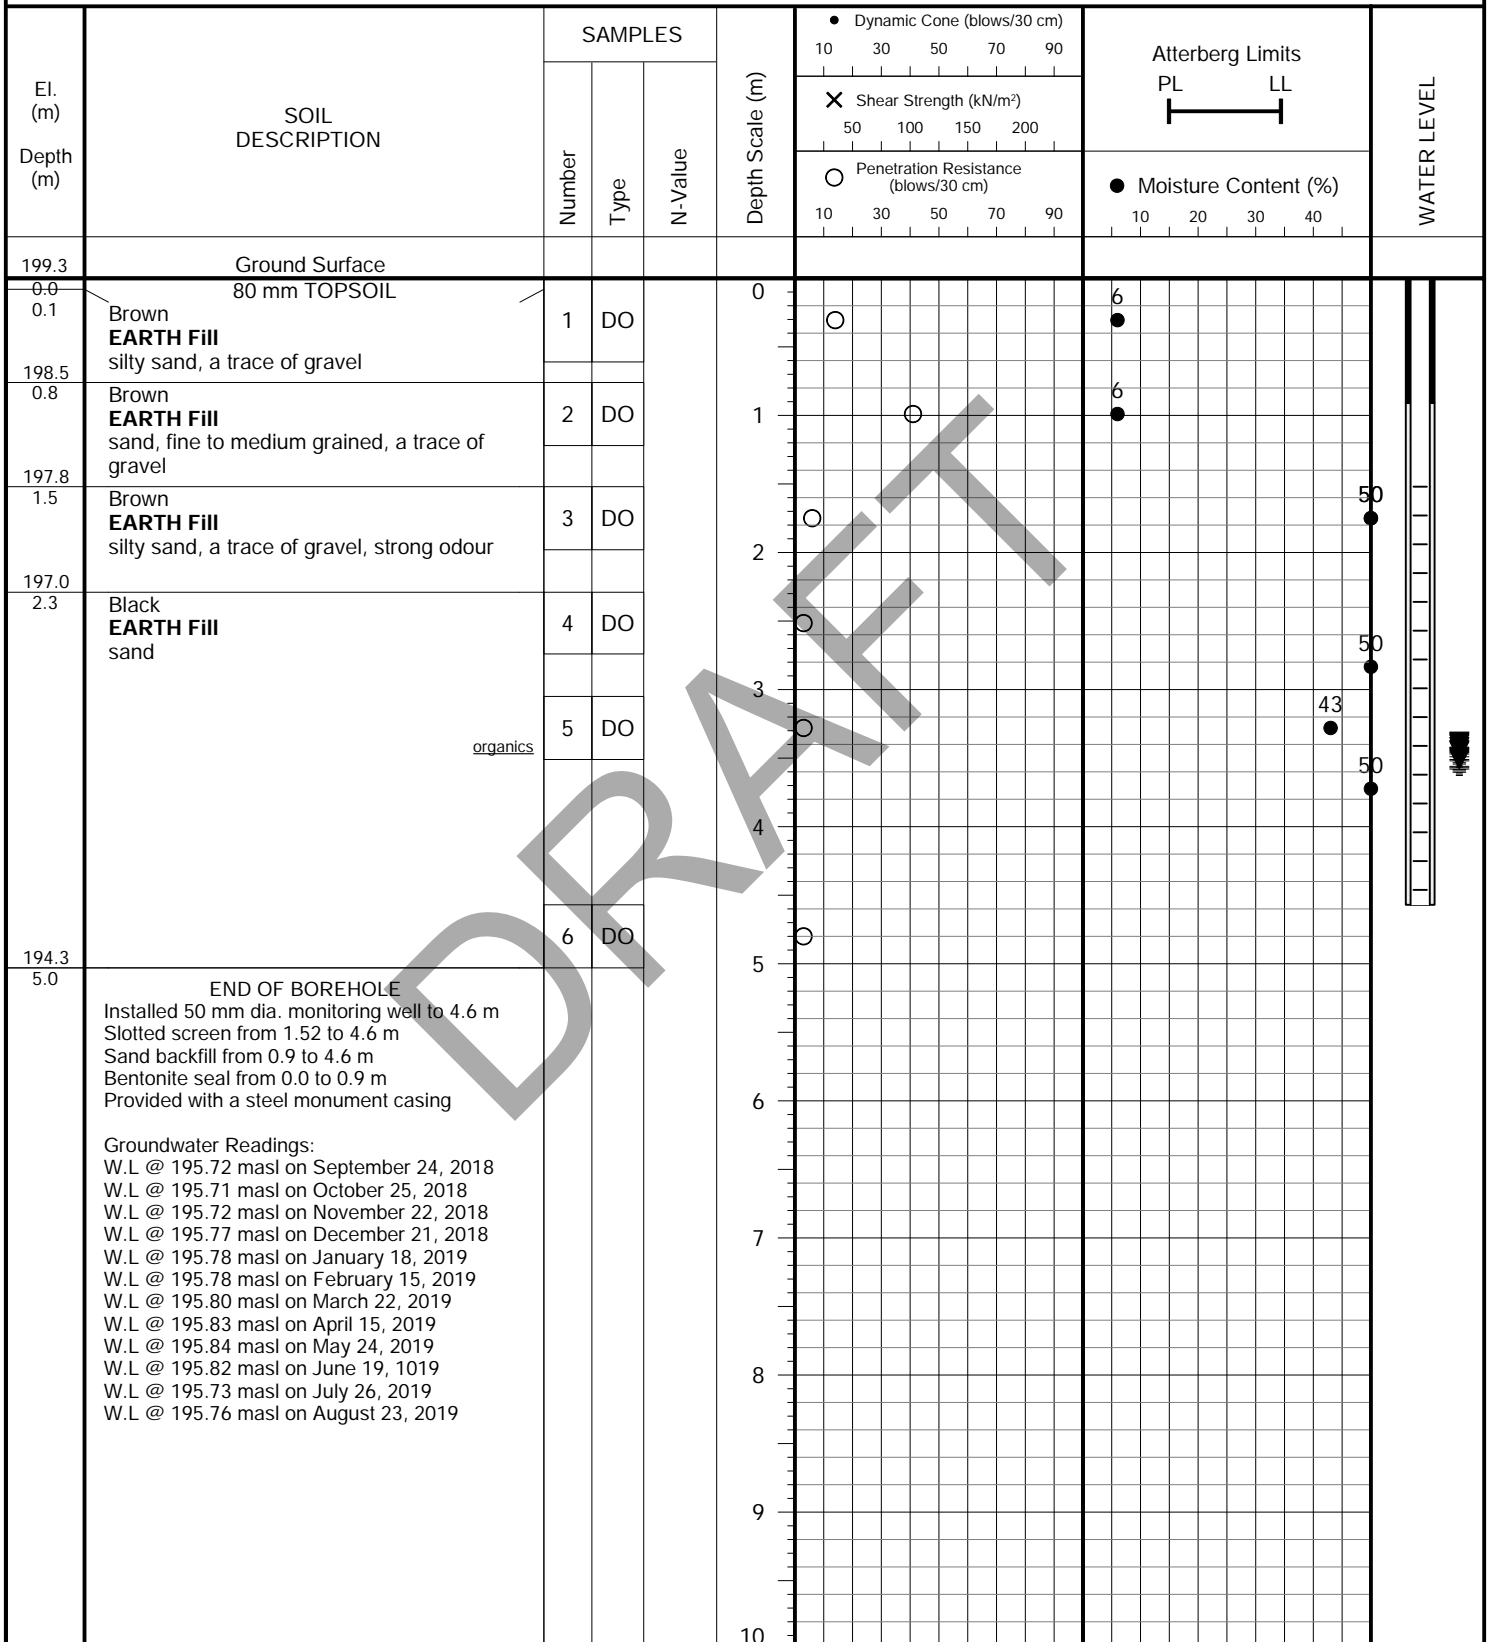 El.
(m)
Depth
(m)
SOIL
DESCRIPTION
SAMPLES
Number
Type
N-Value
Depth Scale (m)
Dynamic Cone (blows/30 cm)
10 30 50 70 90
Shear Strength (kN/m²)
50 100 150 200
Penetration Resistance
(blows/30 cm)
10 30 50 70 90
Atterberg Limits
PL LL
Moisture Content (%)
10 20 30 40
WATER LEVEL
199.3 Ground Surface
0.0 80 mm TOPSOIL 0
0.1 Brown
EARTH Fill 1 DO 6
silty sand, a trace of gravel
198.5
0.8 Brown
EARTH Fill 2 DO 1 6
sand, fine to medium grained, a trace of
gravel
197.8
1.5 Brown
EARTH Fill 3 DO 50
silty sand, a trace of gravel, strong odour
2
197.0
2.3 Black
EARTH Fill 4 DO
sand 50
3
43
5 DO
organics
50
4
6 DO
194.3
5.0 5
END OF BOREHOLE
Installed 50 mm dia. monitoring well to 4.6 m
Slotted screen from 1.52 to 4.6 m
Sand backfill from 0.9 to 4.6 m
Bentonite seal from 0.0 to 0.9 m
Provided with a steel monument casing
6
Groundwater Readings:
W.L @ 195.72 masl on September 24, 2018
W.L @ 195.71 masl on October 25, 2018
W.L @ 195.72 masl on November 22, 2018
W.L @ 195.77 masl on December 21, 2018
7
W.L @ 195.78 masl on January 18, 2019
W.L @ 195.78 masl on February 15, 2019
W.L @ 195.80 masl on March 22, 2019
W.L @ 195.83 masl on April 15, 2019
W.L @ 195.84 masl on May 24, 2019
W.L @ 195.82 masl on June 19, 1019
8
W.L @ 195.73 masl on July 26, 2019
W.L @ 195.76 masl on August 23, 2019
9
10
DRAFT